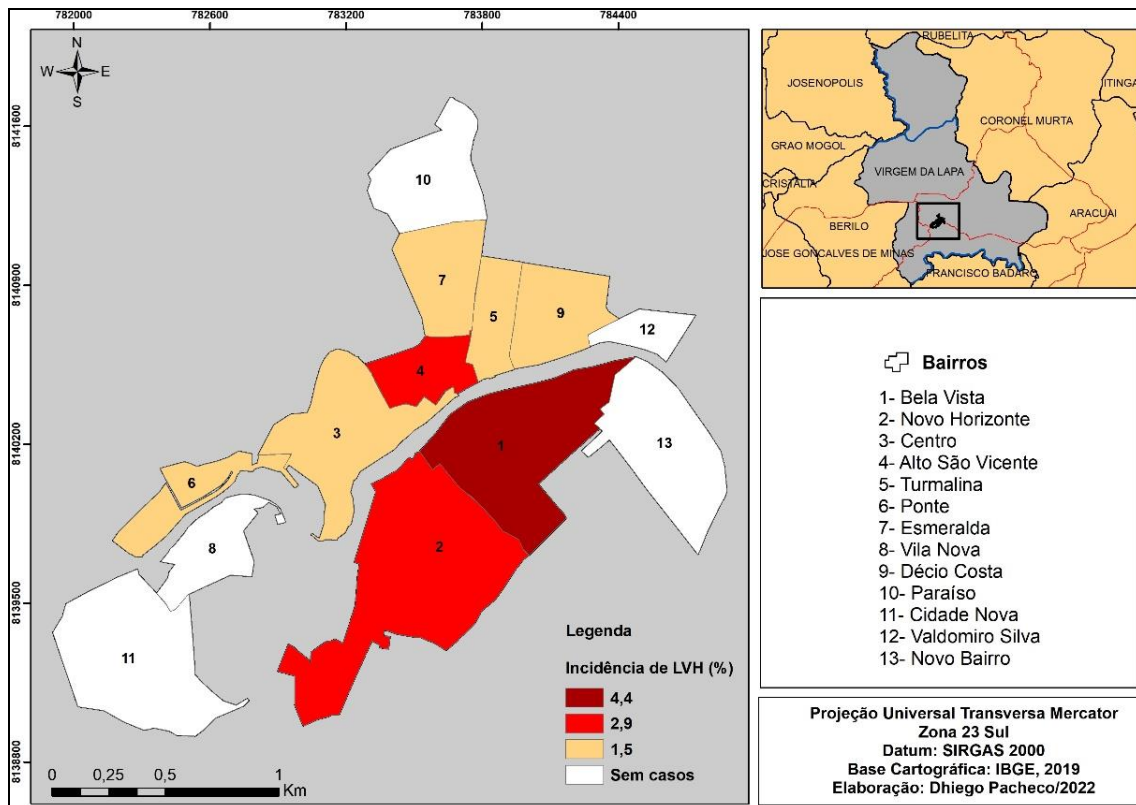 782000
782600
783200
783800
784400
N
W
E
S
8141600
8140900
8140200
8139500
8138800
10
7
5
9
12
4
3
1
13
6
8
2
11
Legenda
Incidência de LVH (%)
4,4
2,9
1,5
Sem casos
0
0,25
0,5
1
Km
RUBELITA
JOSENOPOLIS
ITINGA
CORONEL MURTA
GRAO MOGOL
VIRGEM DA LAPA
CRISTALIA
BERILO
ARACUAI
JOSE GONCALVES DE MINAS
FRANCISCO BADARO
Bairros
1- Bela Vista
2- Novo Horizonte
3- Centro
4- Alto São Vicente
5- Turmalina
6- Ponte
7- Esmeralda
8- Vila Nova
9- Décio Costa
10- Paraíso
11- Cidade Nova
12- Valdomiro Silva
13- Novo Bairro
Projeção Universal Transversa Mercator
Zona 23 Sul
Datum: SIRGAS 2000
Base Cartográfica: IBGE, 2019
Elaboração: Dhiego Pacheco/2022